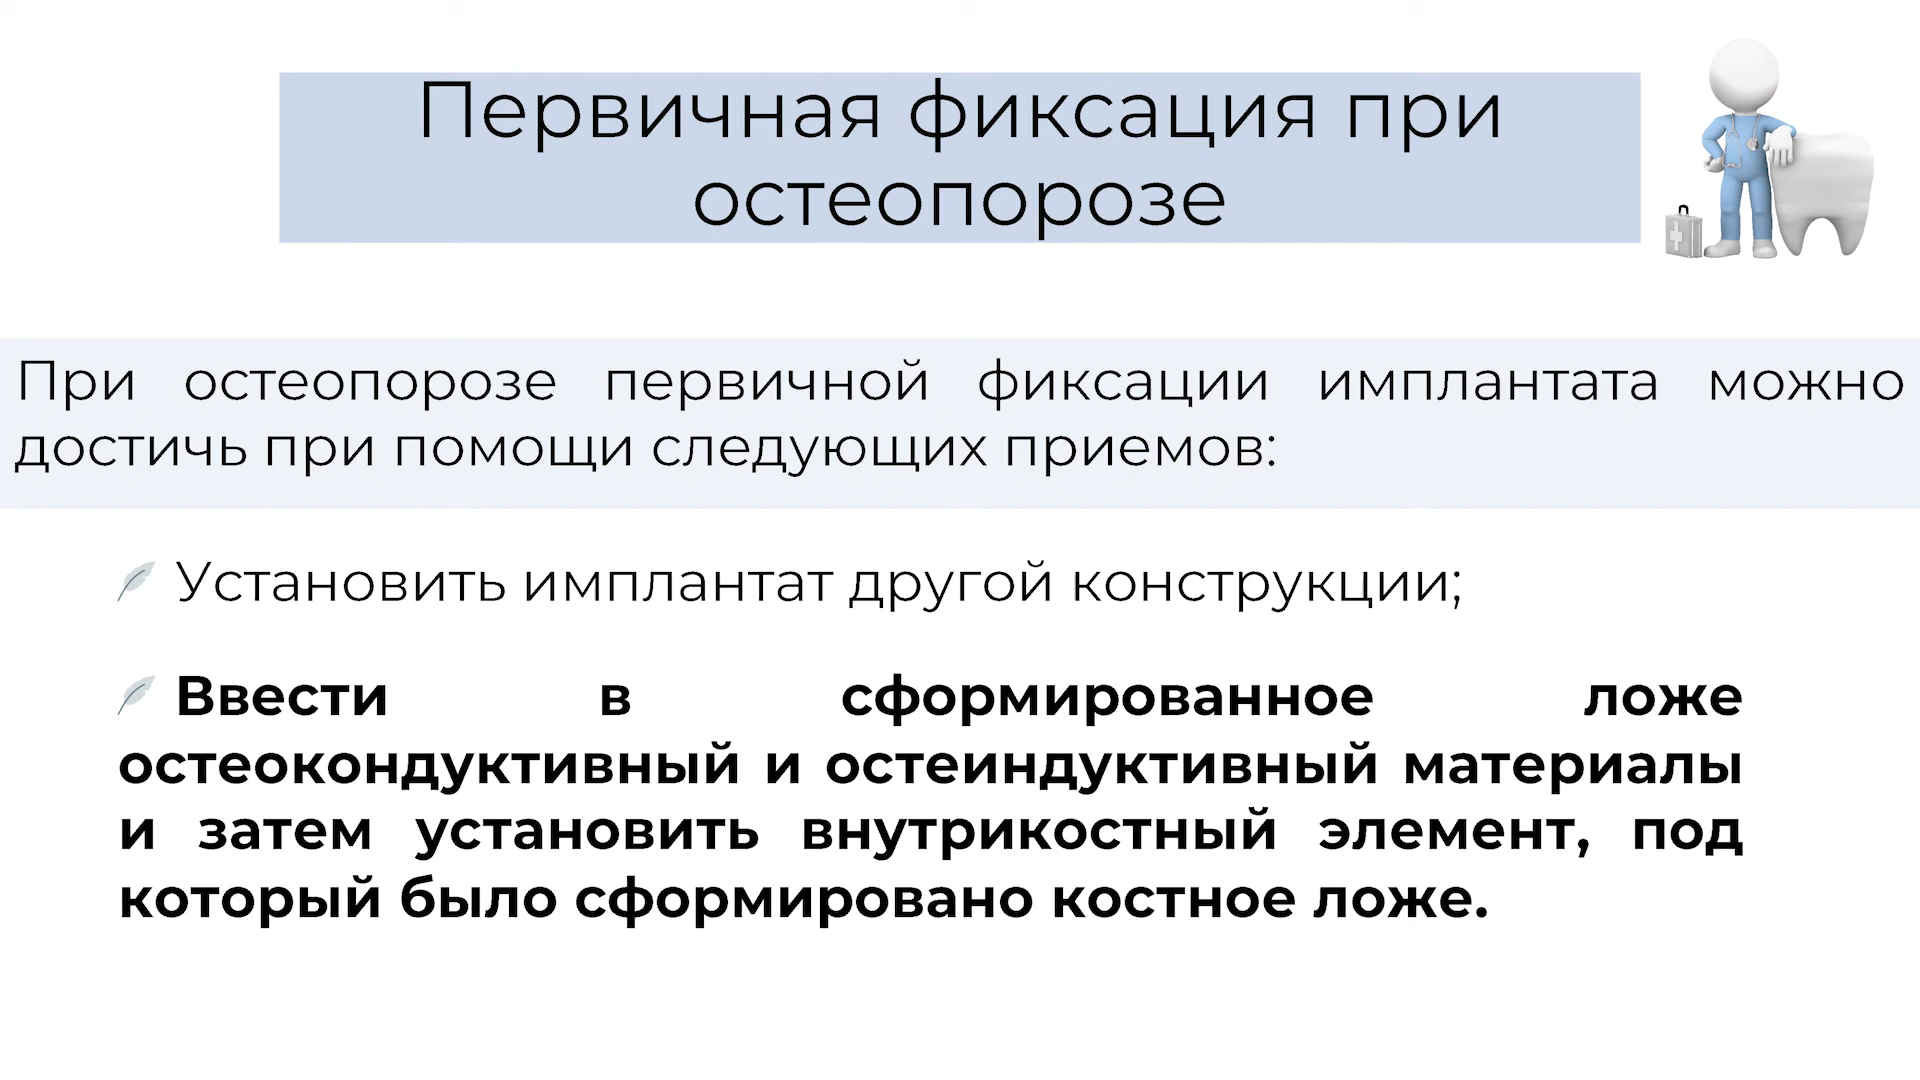 Первичная фиксация при
остеопорозе
При остеопорозе первичной фиксации имплантата можно
достичь при помощи следующих приемов:
Установить имплантат другой конструкции;
Ввести в сформированное ложе
остеокондуктивный и остеиндуктивный материалы
и затем установить внутрикостный элемент, под
который было сформировано костное ложе.